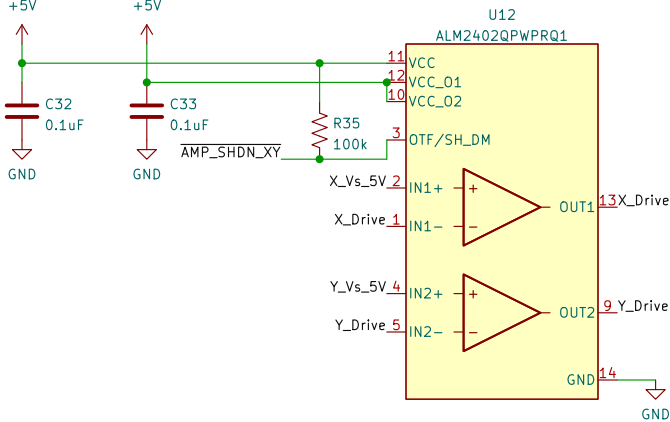 +5V
+5V
U12
ALM2402QPWPRQ1
11
VCC
12
VCC_O1
10
VCC_O2
C32
0.1uF
C33
0.1uF
R35
100k
3
OTF/SH_DM
AMP_SHDN_XY
GND
GND
X_Vs_5V
2
IN1+
+
OUT1
13
X_Drive
X_Drive
1
IN1-
-
Y_Vs_5V
4
IN2+
+
OUT2
9
Y_Drive
Y_Drive
5
IN2-
-
GND
14
GND